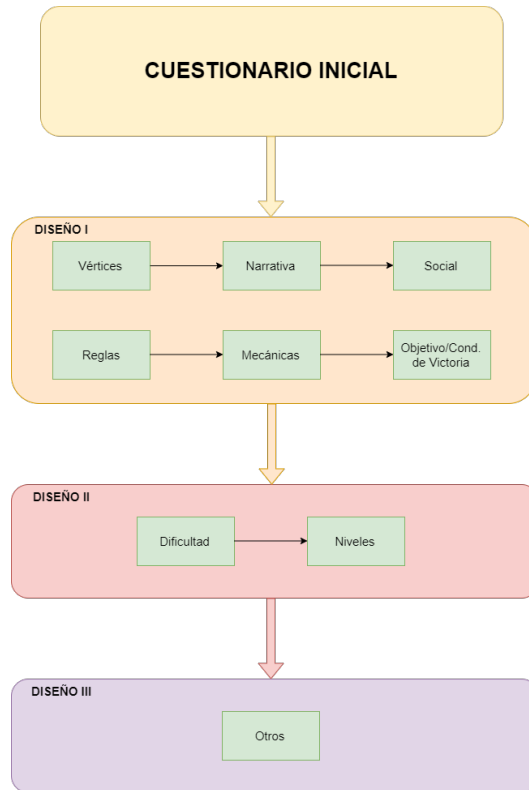 CUESTIONARIO INICIAL
DISEÑO I
Vértices
Narrativa
Social
Reglas
Mecánicas
Objetivo/Cond.
de Victoria
DISEÑO II
Dificultad
Niveles
DISEÑO III
Otros